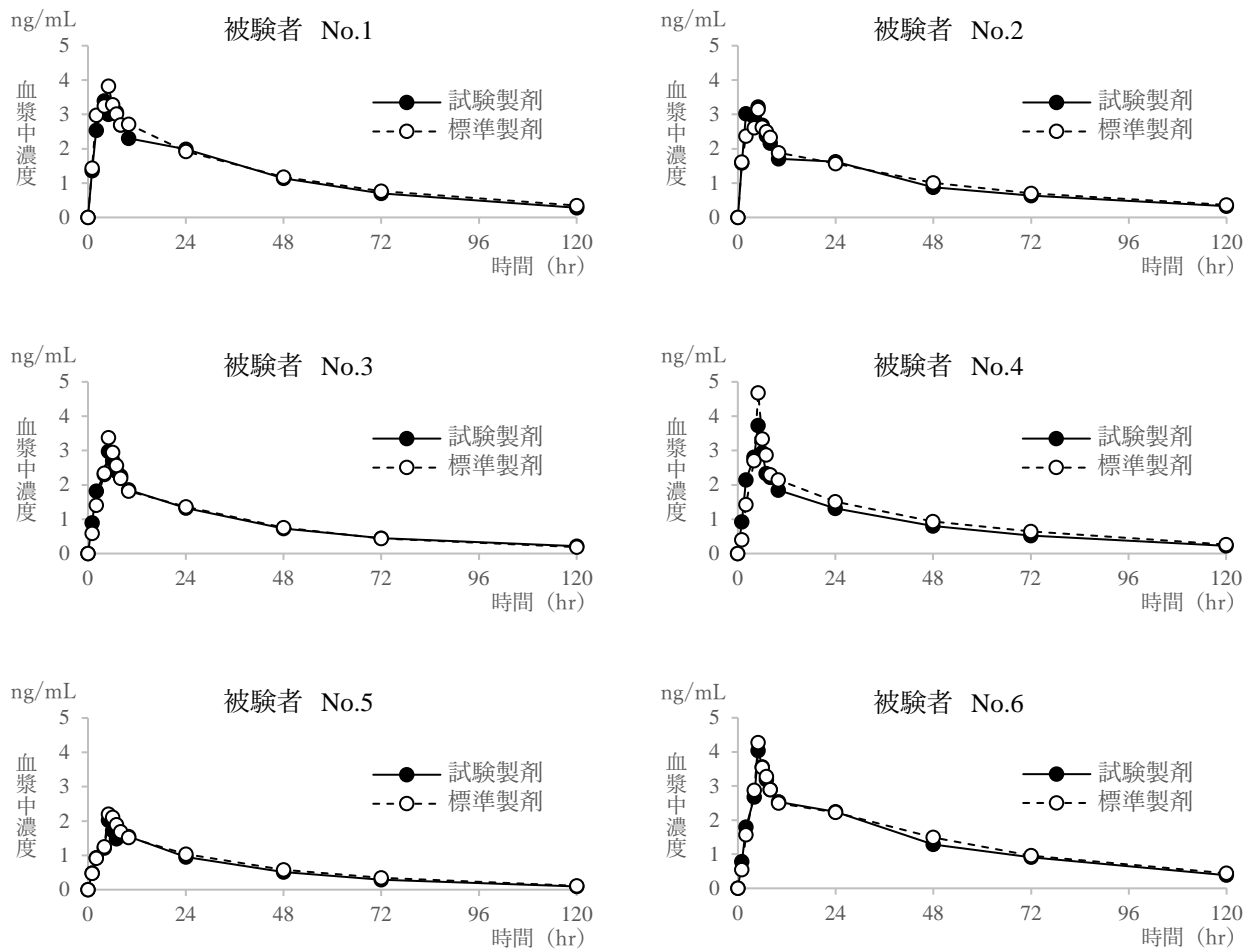 ng/mL
被験者 No.1
5
4
3
2
1
0
血漿中濃度
試験製剤
標準製剤
0 24 48 72 96 120
時間（hr）
ng/mL
被験者 No.2
5
4
3
2
1
0
血漿中濃度
試験製剤
標準製剤
0 24 48 72 96 120
時間（hr）
ng/mL
被験者 No.3
5
4
3
2
1
0
血漿中濃度
試験製剤
標準製剤
0 24 48 72 96 120
時間（hr）
ng/mL
被験者 No.4
5
4
3
2
1
0
血漿中濃度
試験製剤
標準製剤
0 24 48 72 96 120
時間（hr）
ng/mL
被験者 No.5
5
4
3
2
1
0
血漿中濃度
試験製剤
標準製剤
0 24 48 72 96 120
時間（hr）
ng/mL
被験者 No.6
5
4
3
2
1
0
血漿中濃度
試験製剤
標準製剤
0 24 48 72 96 120
時間（hr）